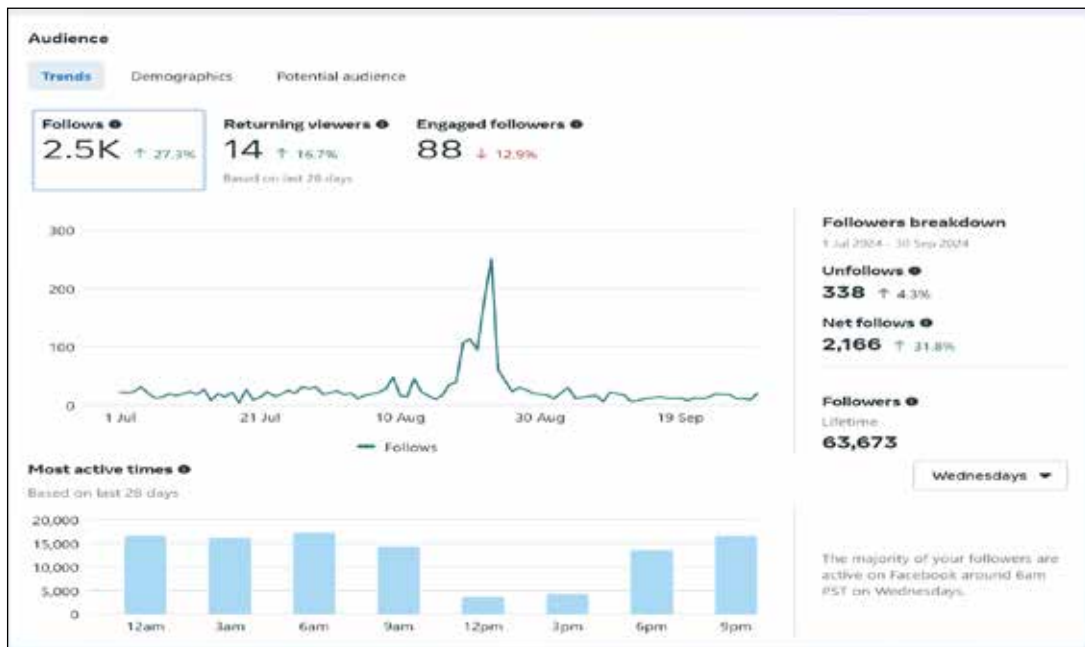 Audience
Trends Demographics Potential audience
Follows Returning viewers Engaged followers
2.5K ↑ 27.3% 14 ↑ 16.7% 88 ↓ 12.9%
Based on last 28 days
300
200
100
0
1 Jul 21 Jul 10 Aug 30 Aug 19 Sep
Follows
Followers breakdown
1 Jul 2024 - 30 Sep 2024
Unfollows
338 ↑ 4.3%
Net follows
2,166 ↑ 31.8%
Followers
Lifetime
63,673
Most active times
Based on last 28 days
Wednesdays
20,000
15,000
10,000
5,000
0
12am 3am 6am 9am 12pm 3pm 6pm 9pm
The majority of your followers are
active on Facebook around 6am
PST on Wednesdays.